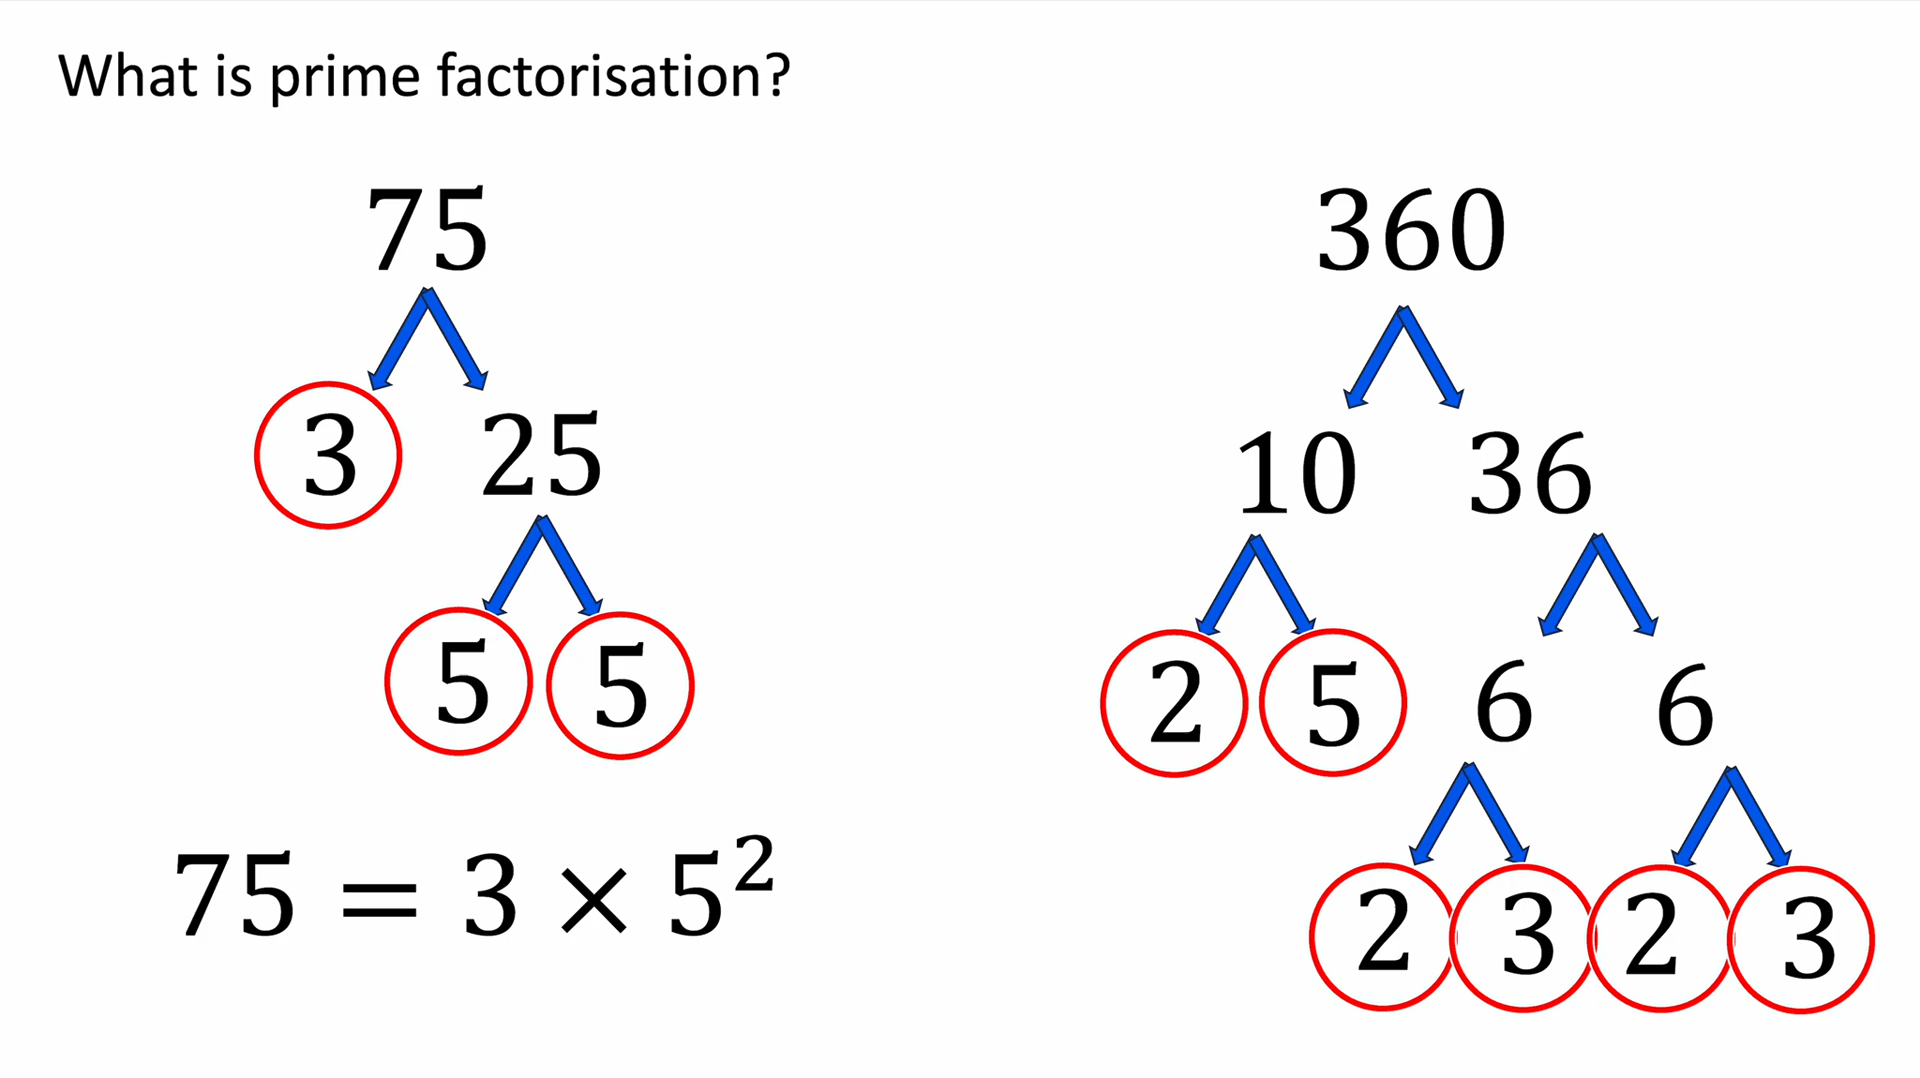 What is prime factorisation?
75
360
3 25
10 36
5 5
2 5 6 6
2 3 2 3
75 = 3 × 5²